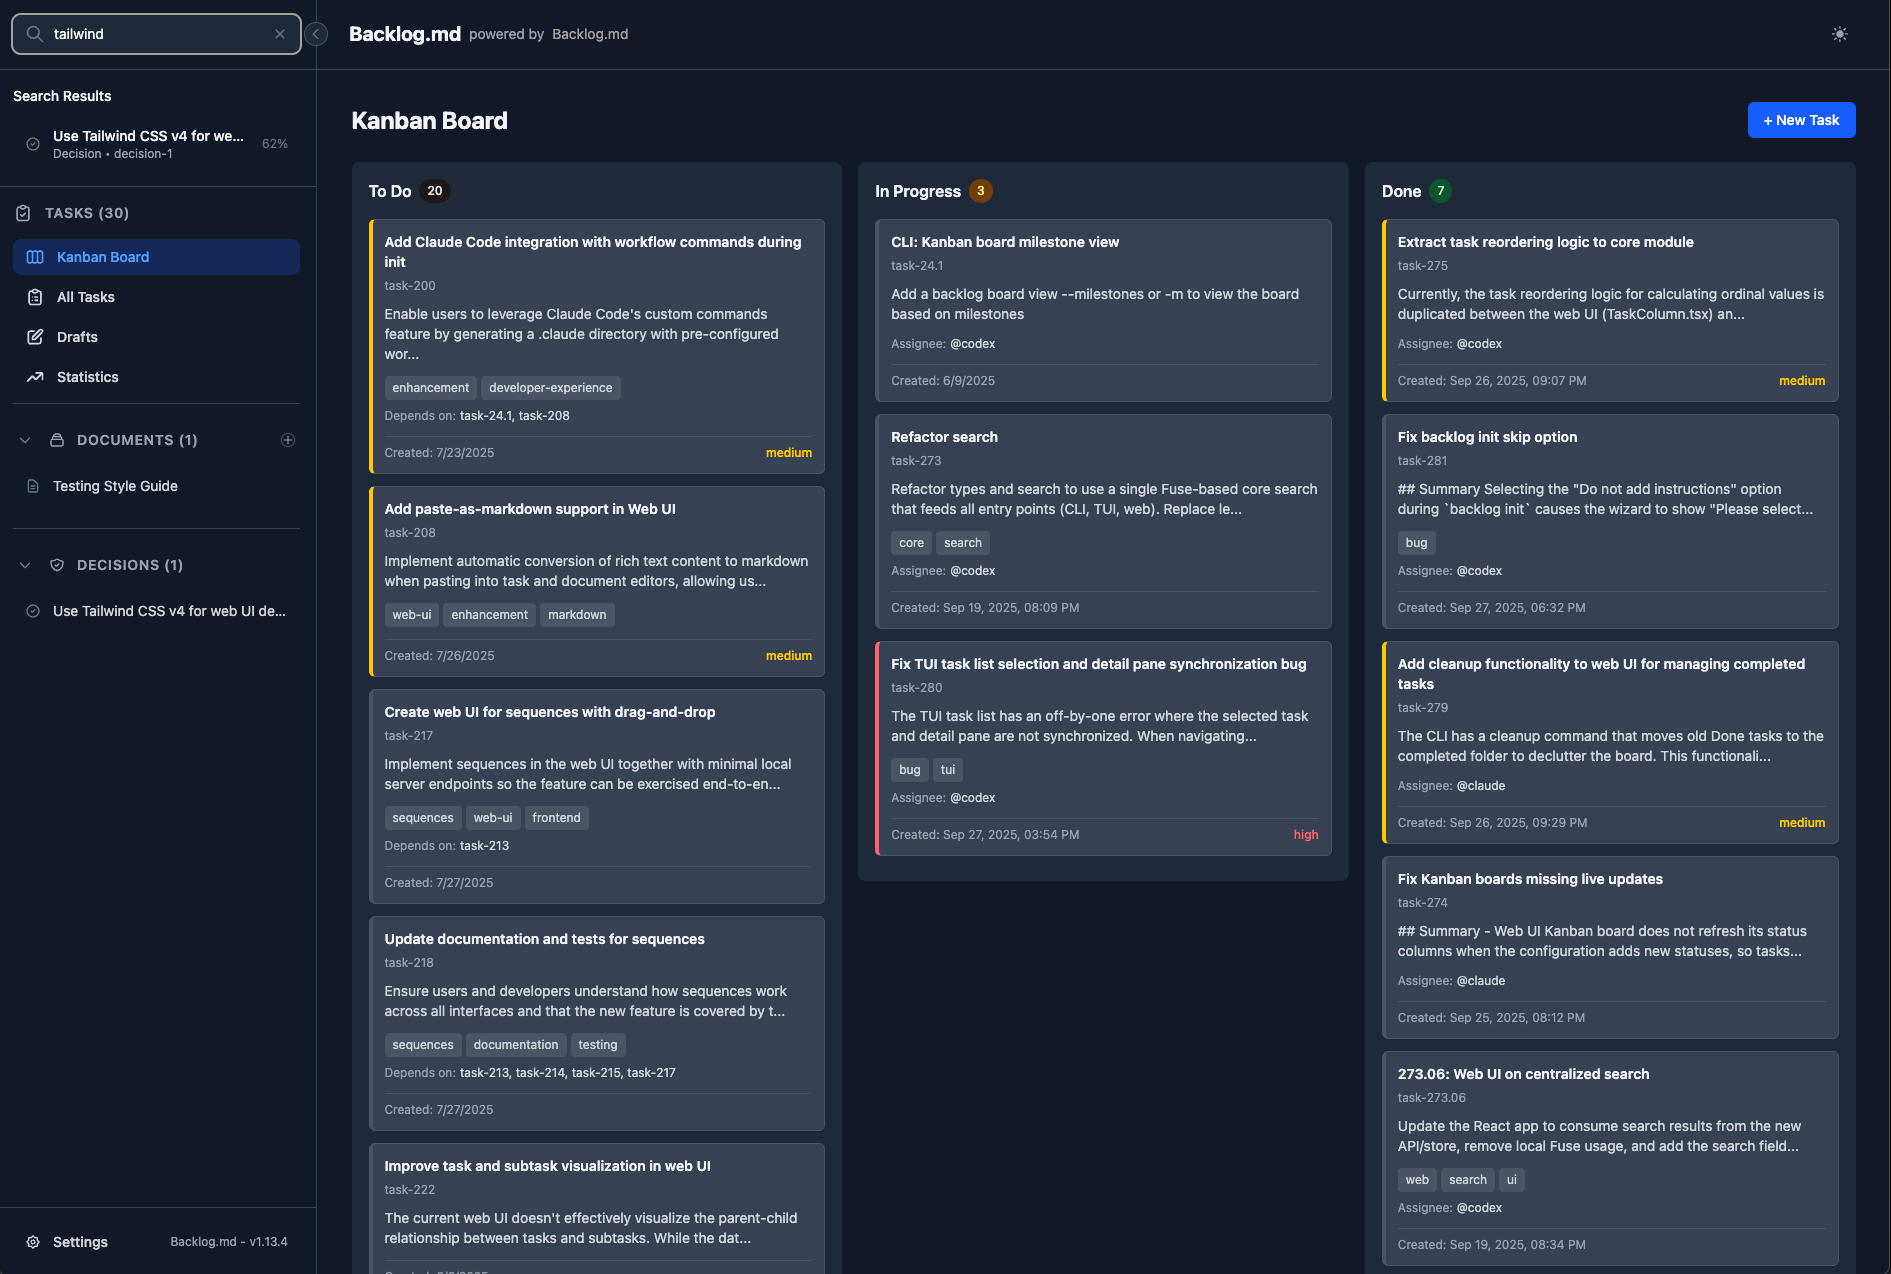 tailwind
Search Results
Use Tailwind CSS v4 for we...
Decision • decision-1
62%
TASKS (30)
Kanban Board
All Tasks
Drafts
Statistics
DOCUMENTS (1)
Testing Style Guide
DECISIONS (1)
Use Tailwind CSS v4 for web UI de...
Settings
Backlog.md - v1.13.4
Backlog.md powered by Backlog.md
Kanban Board
+ New Task
To Do 20
Add Claude Code integration with workflow commands during
init
task-200
Enable users to leverage Claude Code's custom commands
feature by generating a .claude directory with pre-configured
wor...
enhancement developer-experience
Depends on: task-24.1, task-208
Created: 7/23/2025 medium
Add paste-as-markdown support in Web UI
task-208
Implement automatic conversion of rich text content to markdown
when pasting into task and document editors, allowing us...
web-ui enhancement markdown
Created: 7/26/2025 medium
Create web UI for sequences with drag-and-drop
task-217
Implement sequences in the web UI together with minimal local
server endpoints so the feature can be exercised end-to-en...
sequences web-ui frontend
Depends on: task-213
Created: 7/27/2025
Update documentation and tests for sequences
task-218
Ensure users and developers understand how sequences work
across all interfaces and that the new feature is covered by t...
sequences documentation testing
Depends on: task-213, task-214, task-215, task-217
Created: 7/27/2025
Improve task and subtask visualization in web UI
task-222
The current web UI doesn't effectively visualize the parent-child
relationship between tasks and subtasks. While the dat...
In Progress 3
CLI: Kanban board milestone view
task-24.1
Add a backlog board view --milestones or -m to view the board
based on milestones
Assignee: @codex
Created: 6/9/2025
Refactor search
task-273
Refactor types and search to use a single Fuse-based core search
that feeds all entry points (CLI, TUI, web). Replace le...
core search
Assignee: @codex
Created: Sep 19, 2025, 08:09 PM
Fix TUI task list selection and detail pane synchronization bug
task-280
The TUI task list has an off-by-one error where the selected task
and detail pane are not synchronized. When navigating...
bug tui
Assignee: @codex
Created: Sep 27, 2025, 03:54 PM high
Done 7
Extract task reordering logic to core module
task-275
Currently, the task reordering logic for calculating ordinal values is
duplicated between the web UI (TaskColumn.tsx) an...
Assignee: @codex
Created: Sep 26, 2025, 09:07 PM medium
Fix backlog init skip option
task-281
## Summary Selecting the "Do not add instructions" option
during `backlog init` causes the wizard to show "Please select...
bug
Assignee: @codex
Created: Sep 27, 2025, 06:32 PM
Add cleanup functionality to web UI for managing completed
tasks
task-279
The CLI has a cleanup command that moves old Done tasks to the
completed folder to declutter the board. This functionali...
Assignee: @claude
Created: Sep 26, 2025, 09:29 PM medium
Fix Kanban boards missing live updates
task-274
## Summary - Web UI Kanban board does not refresh its status
columns when the configuration adds new statuses, so tasks...
Assignee: @claude
Created: Sep 25, 2025, 08:12 PM
273.06: Web UI on centralized search
task-273.06
Update the React app to consume search results from the new
API/store, remove local Fuse usage, and add the search field...
web search ui
Assignee: @codex
Created: Sep 19, 2025, 08:34 PM